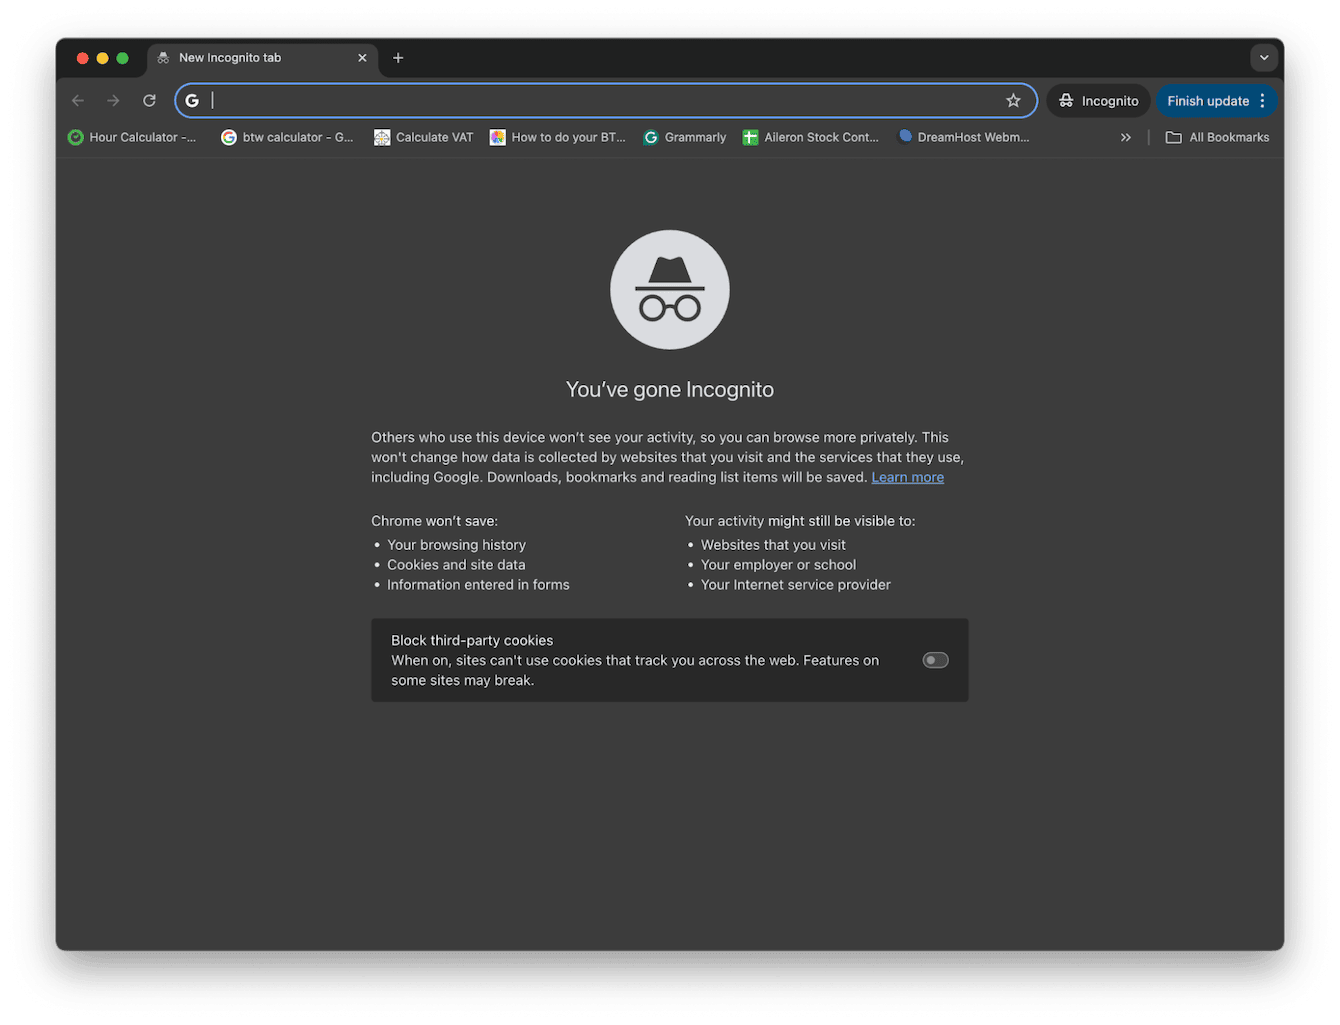 New Incognito tab
G
Incognito
Finish update
Hour Calculator -...
G btw calculator - G...
Calculate VAT
How to do your BT...
G Grammarly
Aileron Stock Cont...
DreamHost Webm...
All Bookmarks
You've gone Incognito
Others who use this device won't see your activity, so you can browse more privately. This
won't change how data is collected by websites that you visit and the services that they use,
including Google. Downloads, bookmarks and reading list items will be saved. Learn more
Chrome won't save:
• Your browsing history
• Cookies and site data
• Information entered in forms
Your activity might still be visible to:
• Websites that you visit
• Your employer or school
• Your Internet service provider
Block third-party cookies
When on, sites can't use cookies that track you across the web. Features on
some sites may break.